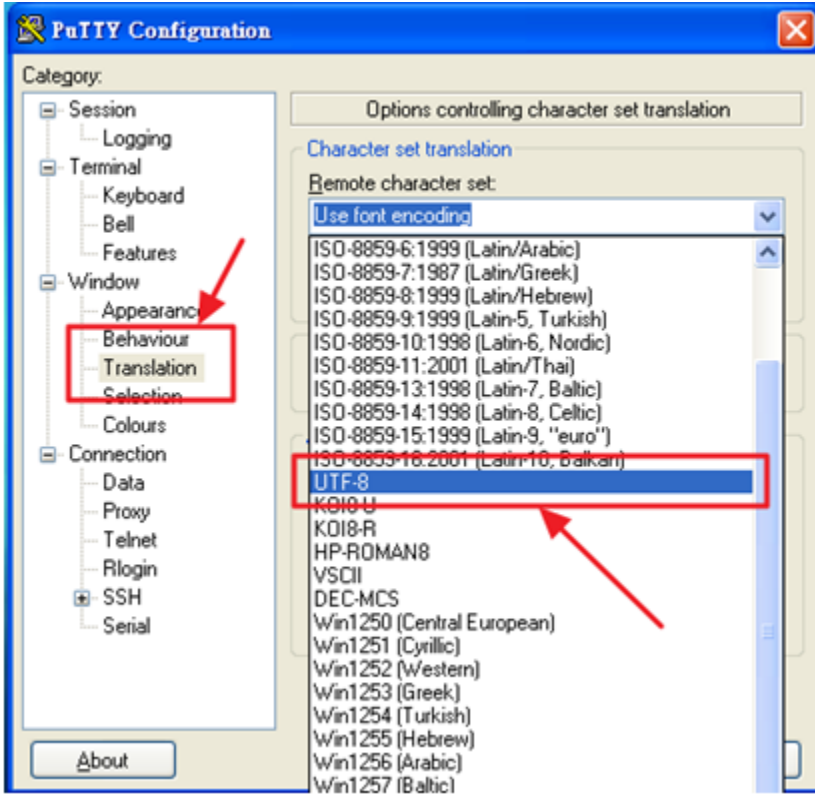 PuTTY Configuration
Category:
Session
Logging
Terminal
Keyboard
Bell
Features
Window
Appearance
Behaviour
Translation
Selection
Colours
Connection
Data
Proxy
Telnet
Rlogin
SSH
Serial
About
Options controlling character set translation
Character set translation
Remote character set:
Use font encoding
ISO-8859-6:1999 (Latin/Arabic)
ISO-8859-7:1987 (Latin/Greek)
ISO-8859-8:1999 (Latin/Hebrew)
ISO-8859-9:1999 (Latin-5, Turkish)
ISO-8859-10:1998 (Latin-6, Nordic)
ISO-8859-11:2001 (Latin/Thai)
ISO-8859-13:1998 (Latin-7, Baltic)
ISO-8859-14:1998 (Latin-8, Celtic)
ISO-8859-15:1999 (Latin-9, "euro")
ISO-8859-16:2001 (Latin-10, Balkan)
UTF-8
KOI8-U
KOI8-R
HP-ROMAN8
VSCII
DEC-MCS
Win1250 (Central European)
Win1251 (Cyrillic)
Win1252 (Western)
Win1253 (Greek)
Win1254 (Turkish)
Win1255 (Hebrew)
Win1256 (Arabic)
Win1257 (Baltic)